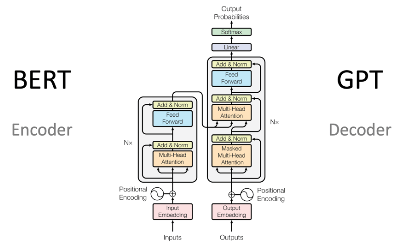 BERT
Encoder
GPT
Decoder
Output
Probabilities
Softmax
Linear
Add & Norm
Feed
Forward
Add & Norm
Multi-Head
Attention
Add & Norm
Masked
Multi-Head
Attention
Nx
Positional
Encoding
Output
Embedding
Outputs
Add & Norm
Feed
Forward
Add & Norm
Multi-Head
Attention
Nx
Positional
Encoding
Input
Embedding
Inputs